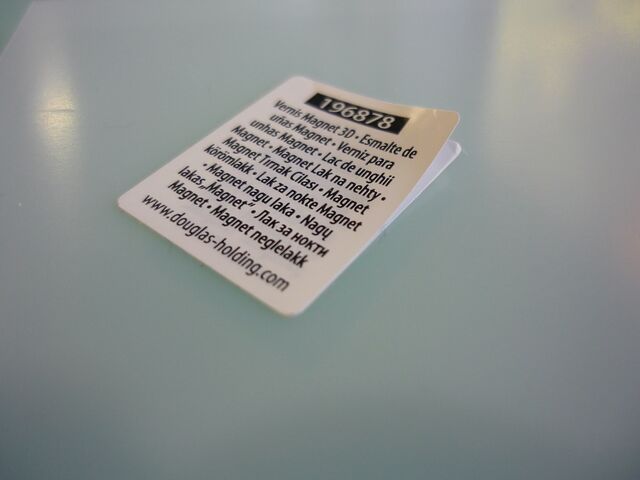 196878
Vernis Magnet 3D • Esmalte de
uñas Magnet • Verniz para
unhas Magnet • Lac de unghii
Magnet • Magnet Lak na nehty •
Magnet Tırnak Cilası • Magnet
körömlakk • Lak za nokte Magnet
• Magnet nagu laka • Nagų
lakas„Magnet“ • Лак за нокти
Magnet • Magnet neglelakk
www.douglas-holding.com